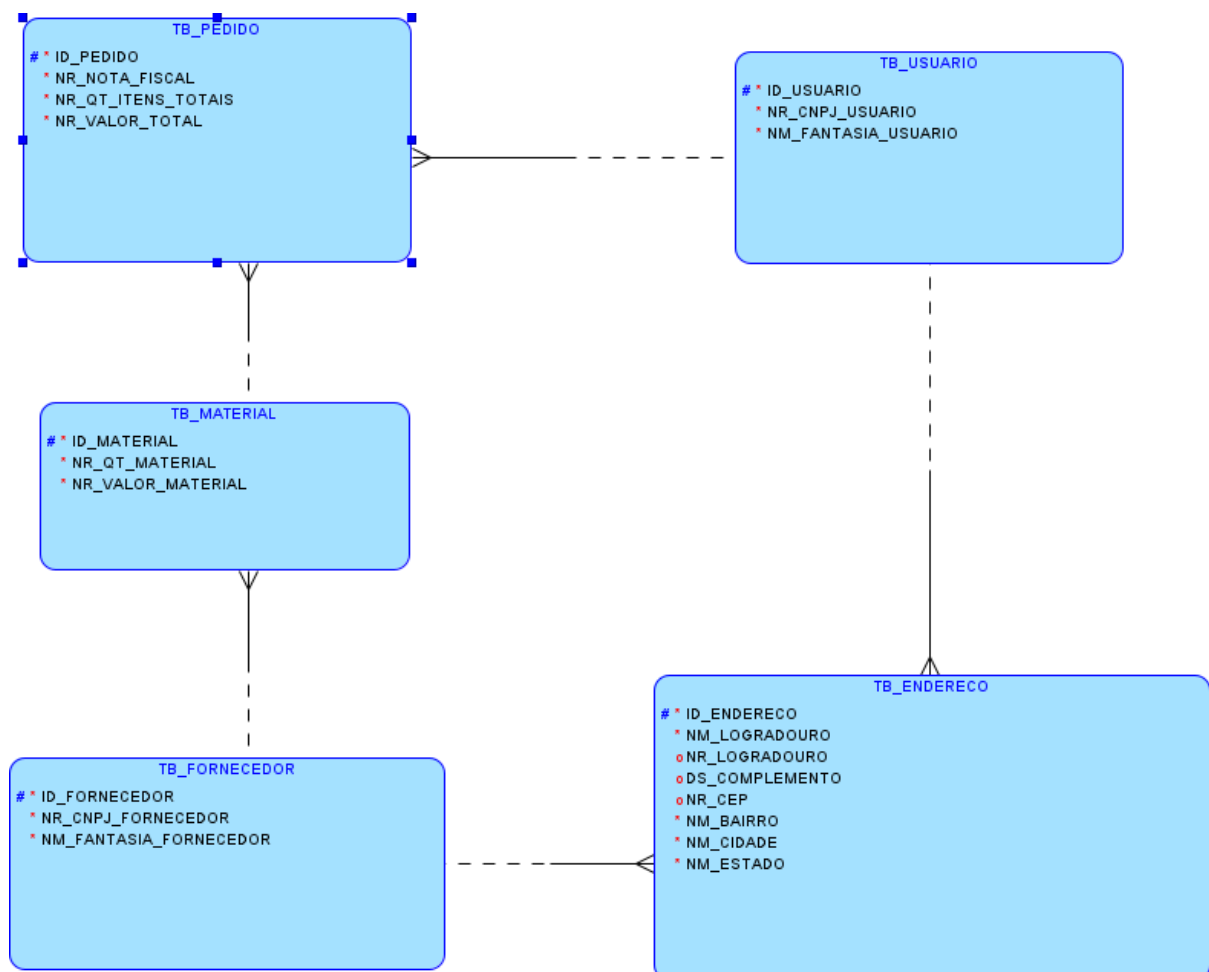 TB_PEDIDO
# * ID_PEDIDO
* NR_NOTA_FISCAL
* NR_QT_ITENS_TOTAIS
* NR_VALOR_TOTAL
TB_USUARIO
# * ID_USUARIO
* NR_CNPJ_USUARIO
* NM_FANTASIA_USUARIO
TB_MATERIAL
# * ID_MATERIAL
* NR_QT_MATERIAL
* NR_VALOR_MATERIAL
TB_FORNECEDOR
# * ID_FORNECEDOR
* NR_CNPJ_FORNECEDOR
* NM_FANTASIA_FORNECEDOR
TB_ENDERECO
# * ID_ENDERECO
* NM_LOGRADOURO
o NR_LOGRADOURO
o DS_COMPLEMENTO
o NR_CEP
* NM_BAIRRO
* NM_CIDADE
* NM_ESTADO